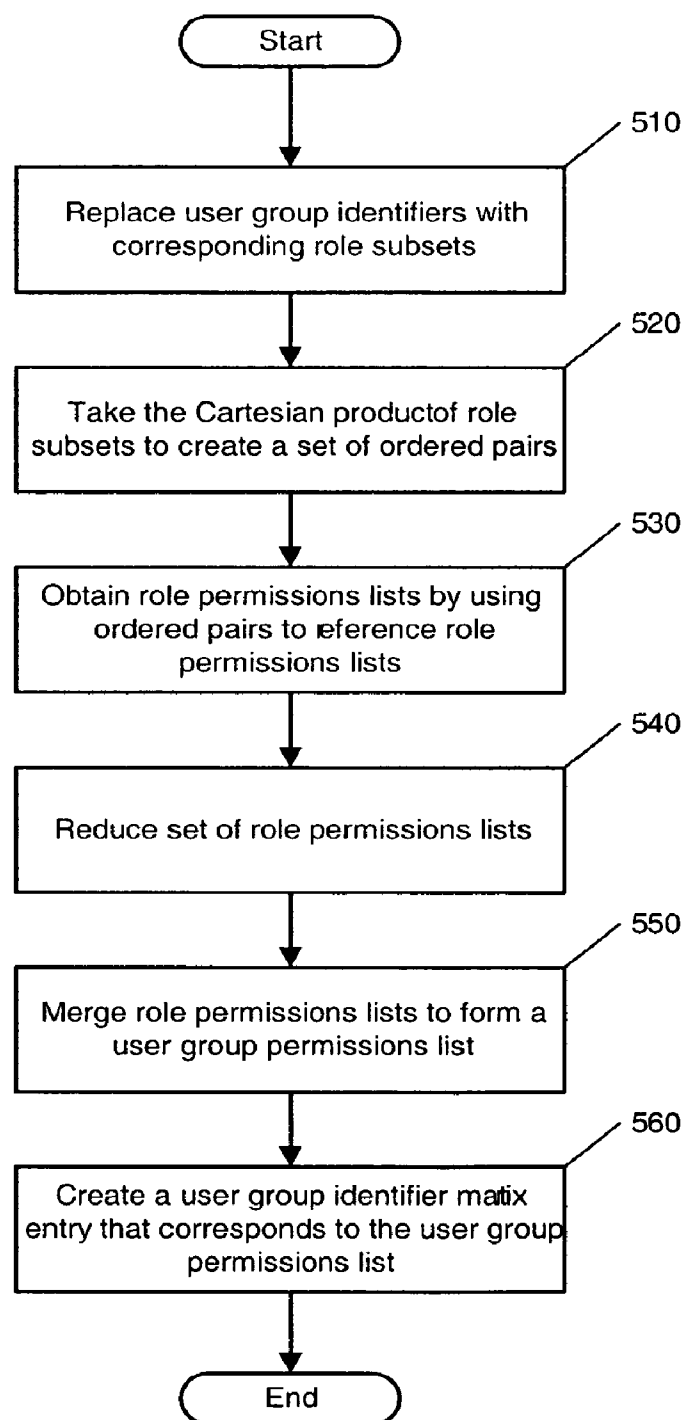 Start
510
Replace user group identifiers with
corresponding role subsets
520
Take the Cartesian productof role
subsets to create a set of ordered pairs
530
Obtain role permissions lists by using
ordered pairs to eference role
permissions lists
540
Reduce set of role permissions lists
550
Merge role permissions lists to form a
user group permissions list
560
Create a user group identifier matix
entry that corresponds to the user group
permissions list
End